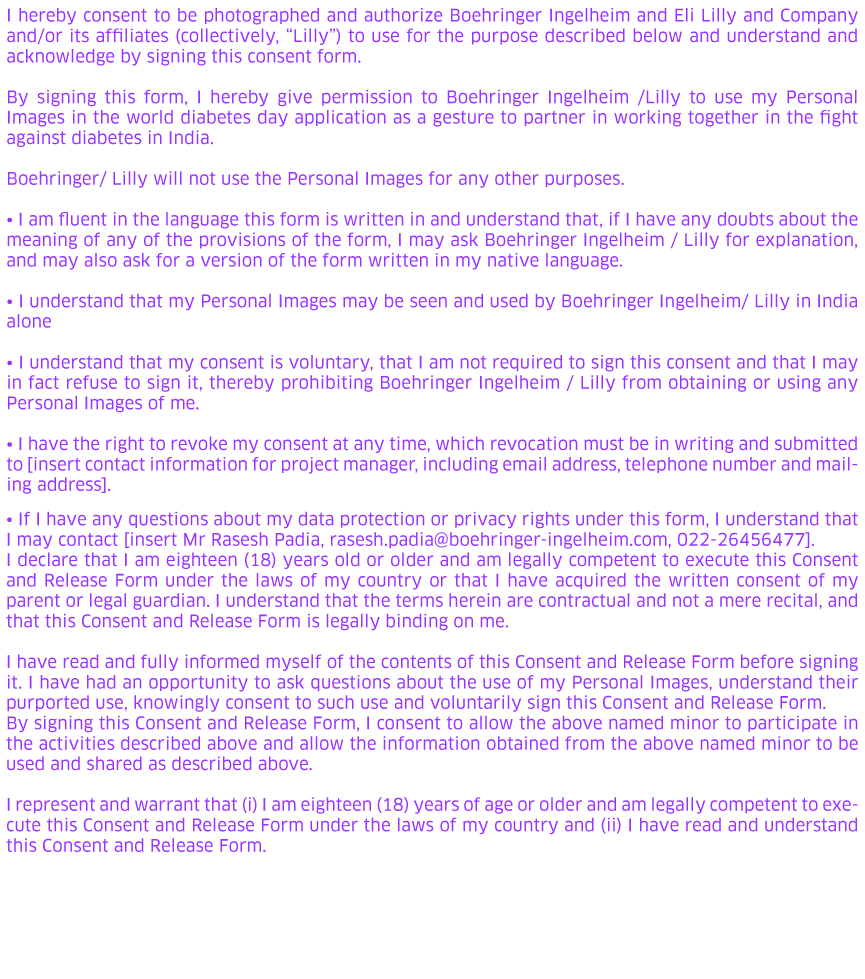 I hereby consent to be photographed and authorize Boehringer Ingelheim and Eli Lilly and Company
and/or its affiliates (collectively, “Lilly”) to use for the purpose described below and understand and
acknowledge by signing this consent form.
By signing this form, I hereby give permission to Boehringer Ingelheim /Lilly to use my Personal
Images in the world diabetes day application as a gesture to partner in working together in the fight
against diabetes in India.
Boehringer/ Lilly will not use the Personal Images for any other purposes.
• I am fluent in the language this form is written in and understand that, if I have any doubts about the
meaning of any of the provisions of the form, I may ask Boehringer Ingelheim / Lilly for explanation,
and may also ask for a version of the form written in my native language.
• I understand that my Personal Images may be seen and used by Boehringer Ingelheim/ Lilly in India
alone
• I understand that my consent is voluntary, that I am not required to sign this consent and that I may
in fact refuse to sign it, thereby prohibiting Boehringer Ingelheim / Lilly from obtaining or using any
Personal Images of me.
• I have the right to revoke my consent at any time, which revocation must be in writing and submitted
to [insert contact information for project manager, including email address, telephone number and mail-
ing address].
• If I have any questions about my data protection or privacy rights under this form, I understand that
I may contact [insert Mr Rasesh Padia, rasesh.padia@boehringer-ingelheim.com, 022-26456477].
I declare that I am eighteen (18) years old or older and am legally competent to execute this Consent
and Release Form under the laws of my country or that I have acquired the written consent of my
parent or legal guardian. I understand that the terms herein are contractual and not a mere recital, and
that this Consent and Release Form is legally binding on me.
I have read and fully informed myself of the contents of this Consent and Release Form before signing
it. I have had an opportunity to ask questions about the use of my Personal Images, understand their
purported use, knowingly consent to such use and voluntarily sign this Consent and Release Form.
By signing this Consent and Release Form, I consent to allow the above named minor to participate in
the activities described above and allow the information obtained from the above named minor to be
used and shared as described above.
I represent and warrant that (i) I am eighteen (18) years of age or older and am legally competent to exe-
cute this Consent and Release Form under the laws of my country and (ii) I have read and understand
this Consent and Release Form.